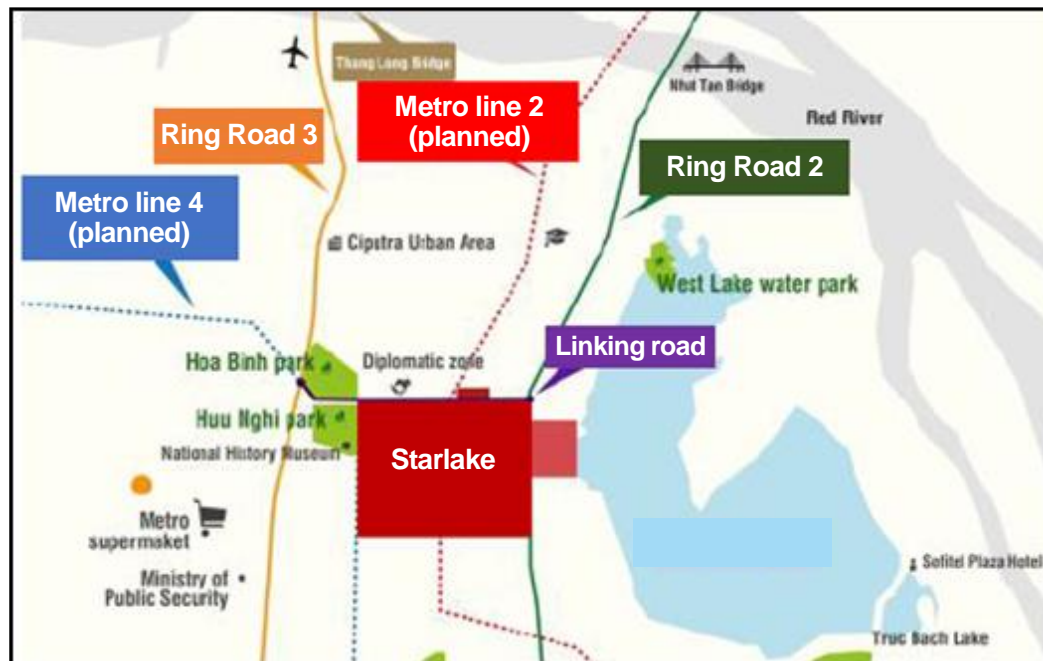 Thang Long Bridge
Nhat Tan Bridge
Red River
Metro line 2
(planned)
Ring Road 3
Ring Road 2
Metro line 4
(planned)
Ciputra Urban Area
West Lake water park
Linking road
Hoa Binh park
Diplomatic zone
Huu Nghi park
National History Museum
Starlake
Metro
supermaket
Ministry of
Public Security
Sofitel Plaza Hotel
Truc Bach Lake